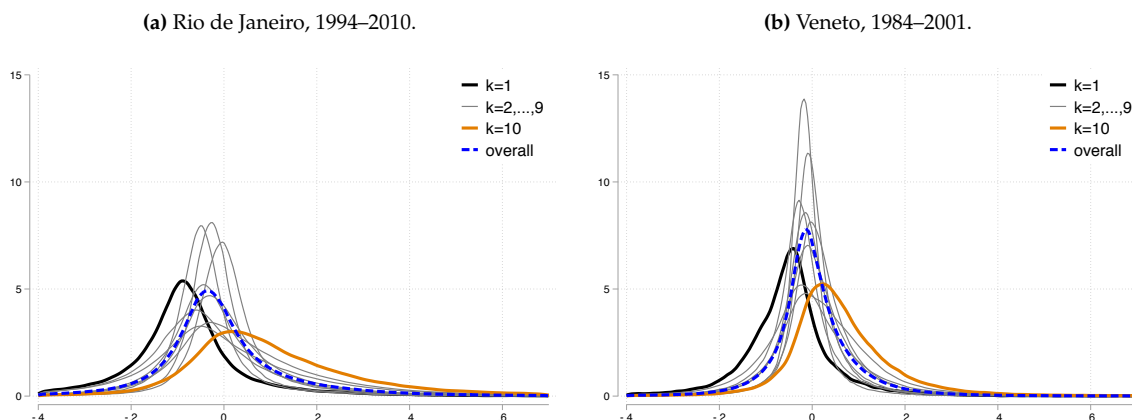 (a) Rio de Janeiro, 1994–2010.
15
10
5
0
-4 -2 0 2 4 6
k=1
k=2,...,9
k=10
overall
(b) Veneto, 1984–2001.
15
10
5
0
-4 -2 0 2 4 6
k=1
k=2,...,9
k=10
overall